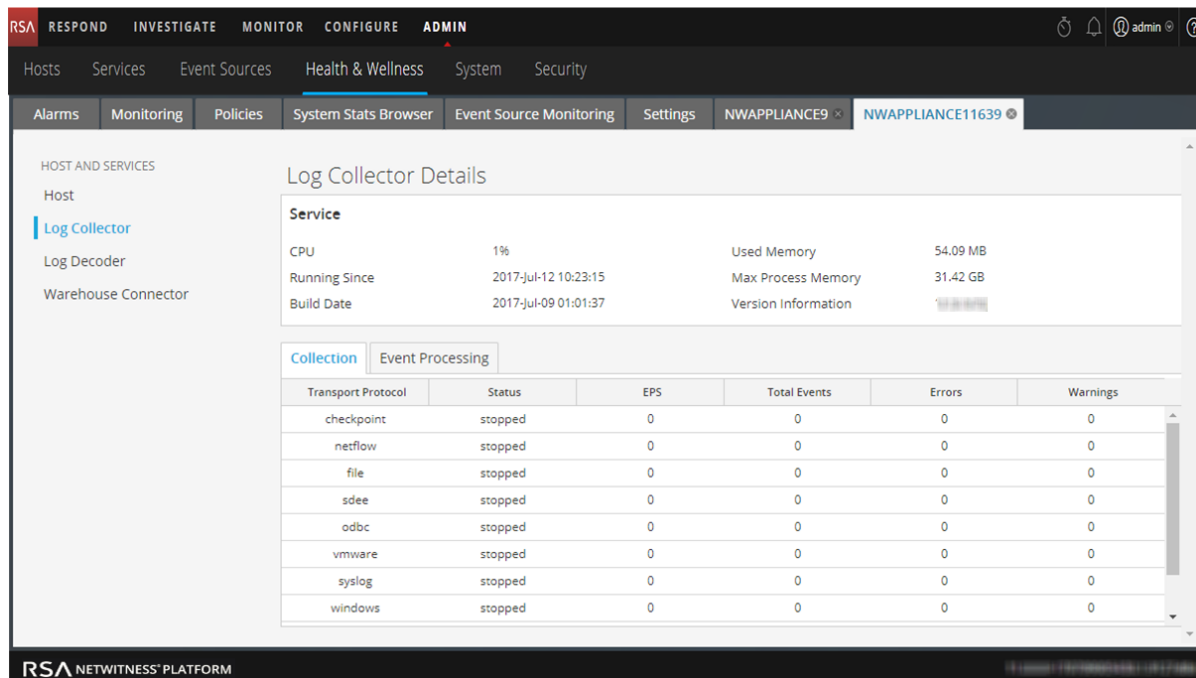 RSA RESPOND INVESTIGATE MONITOR CONFIGURE ADMIN admin
Hosts Services Event Sources Health & Wellness System Security
Alarms Monitoring Policies System Stats Browser Event Source Monitoring Settings NWAPPLIANCE9 NWAPPLIANCE11639
HOST AND SERVICES
Host
Log Collector
Log Decoder
Warehouse Connector
Log Collector Details
Service
CPU 1% Used Memory 54.09 MB
Running Since 2017-Jul-12 10:23:15 Max Process Memory 31.42 GB
Build Date 2017-Jul-09 01:01:37 Version Information
Collection Event Processing
Transport Protocol Status EPS Total Events Errors Warnings
checkpoint stopped 0 0 0 0
netflow stopped 0 0 0 0
file stopped 0 0 0 0
sdee stopped 0 0 0 0
odbc stopped 0 0 0 0
vmware stopped 0 0 0 0
syslog stopped 0 0 0 0
windows stopped 0 0 0 0
RSA NETWITNESS® PLATFORM